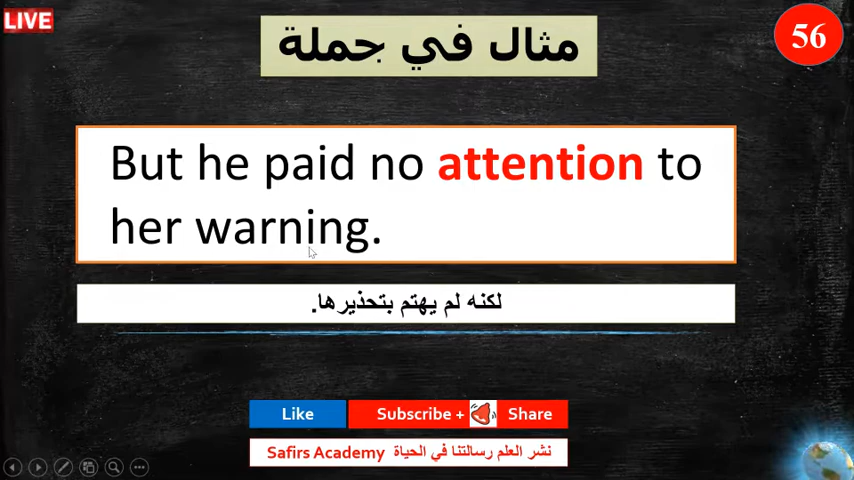 LIVE
مثال في جملة
56
But he paid no attention to
her warning.
لكنه لم يهتم بتحذيرها.
Like
Subscribe +
Share
Safirs Academy نشر العلم رسالتنا في الحياة